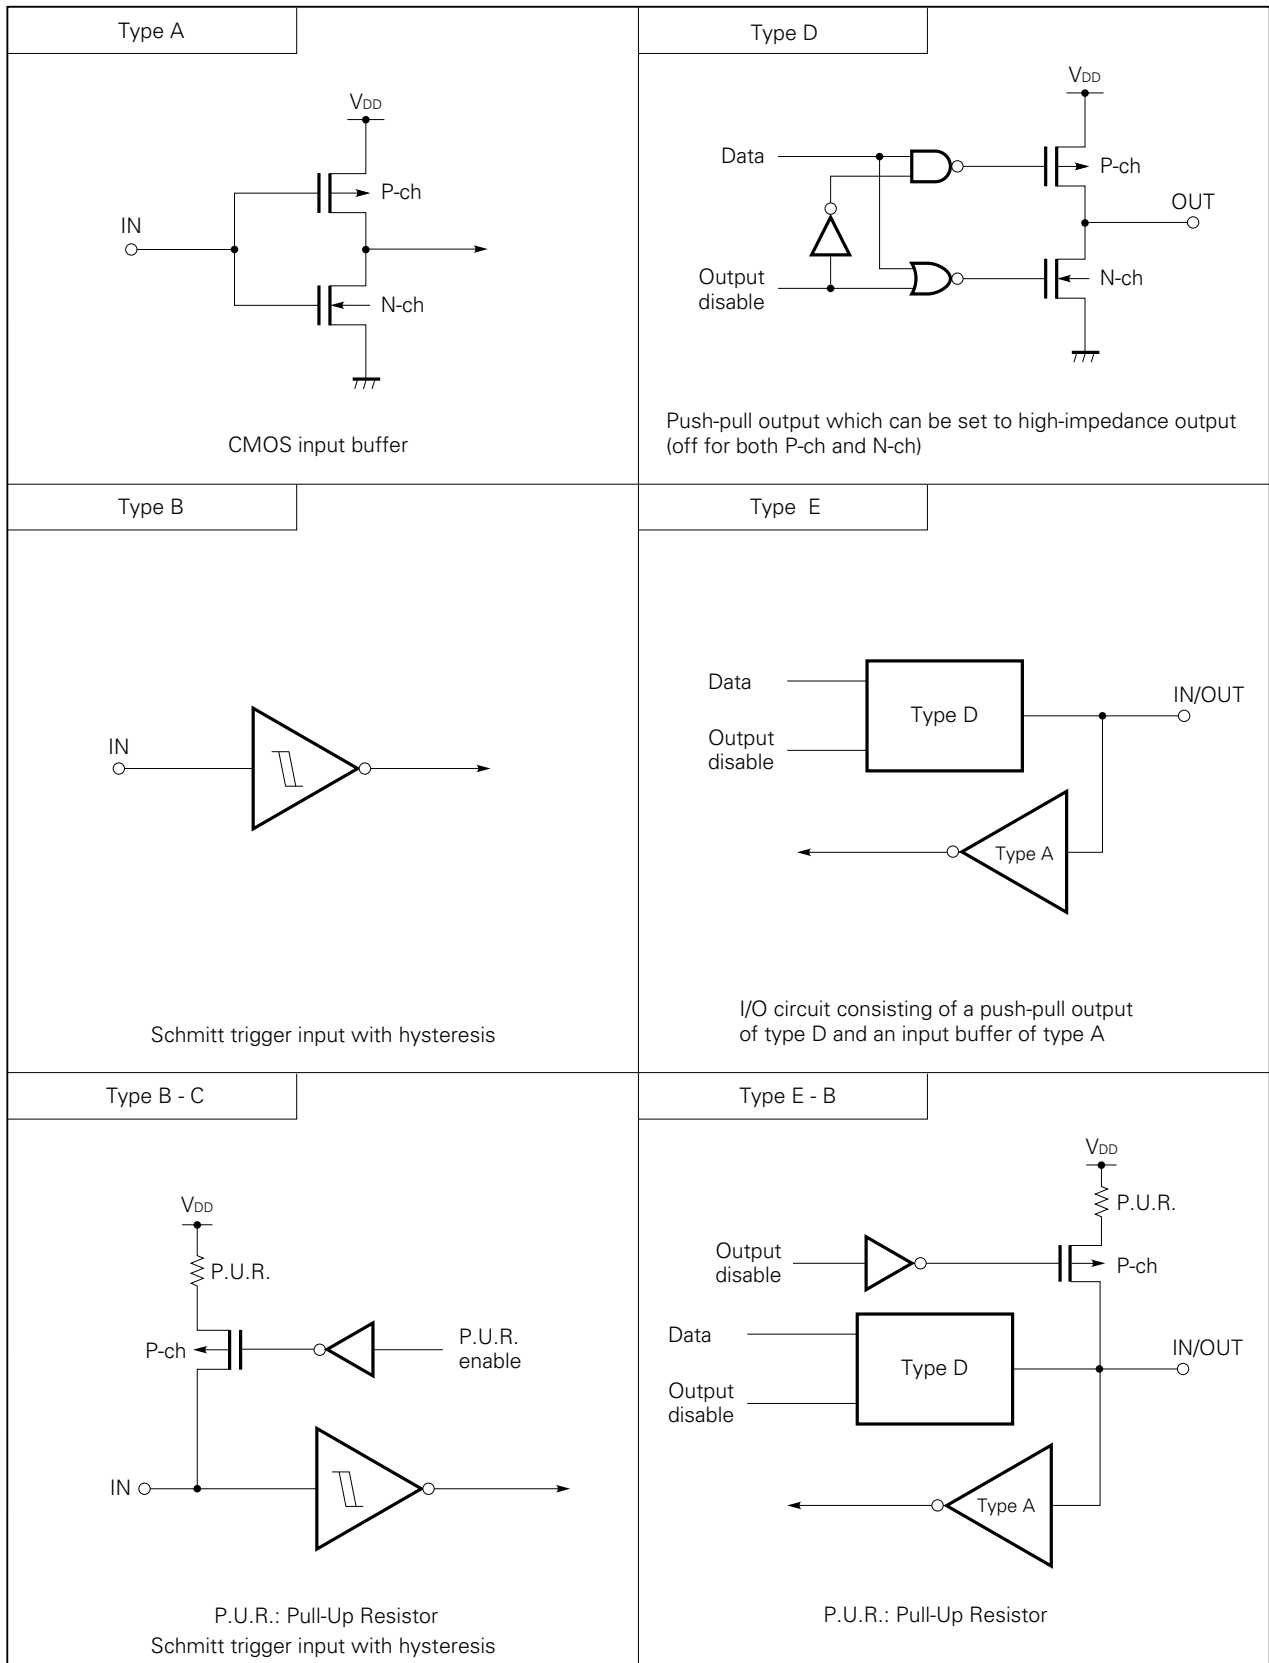 Type A
VDD
P-ch
IN
N-ch
CMOS input buffer
Type D
VDD
Data
P-ch
OUT
Output
disable
N-ch
Push-pull output which can be set to high-impedance output
(off for both P-ch and N-ch)
Type B
IN
Schmitt trigger input with hysteresis
Type E
Data
Type D
IN/OUT
Output
disable
Type A
I/O circuit consisting of a push-pull output
of type D and an input buffer of type A
Type B - C
VDD
P.U.R.
P-ch
P.U.R.
enable
IN
P.U.R.: Pull-Up Resistor
Schmitt trigger input with hysteresis
Type E - B
VDD
P.U.R.
Output
disable
P-ch
Data
Type D
IN/OUT
Output
disable
Type A
P.U.R.: Pull-Up Resistor